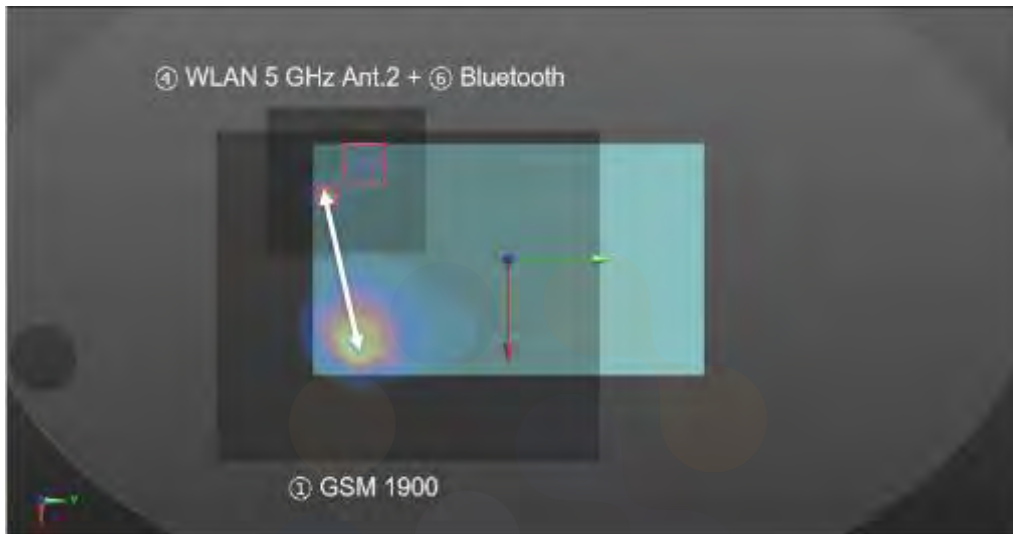 ④ WLAN 5 GHz Ant.2 + ⑥ Bluetooth
① GSM 1900